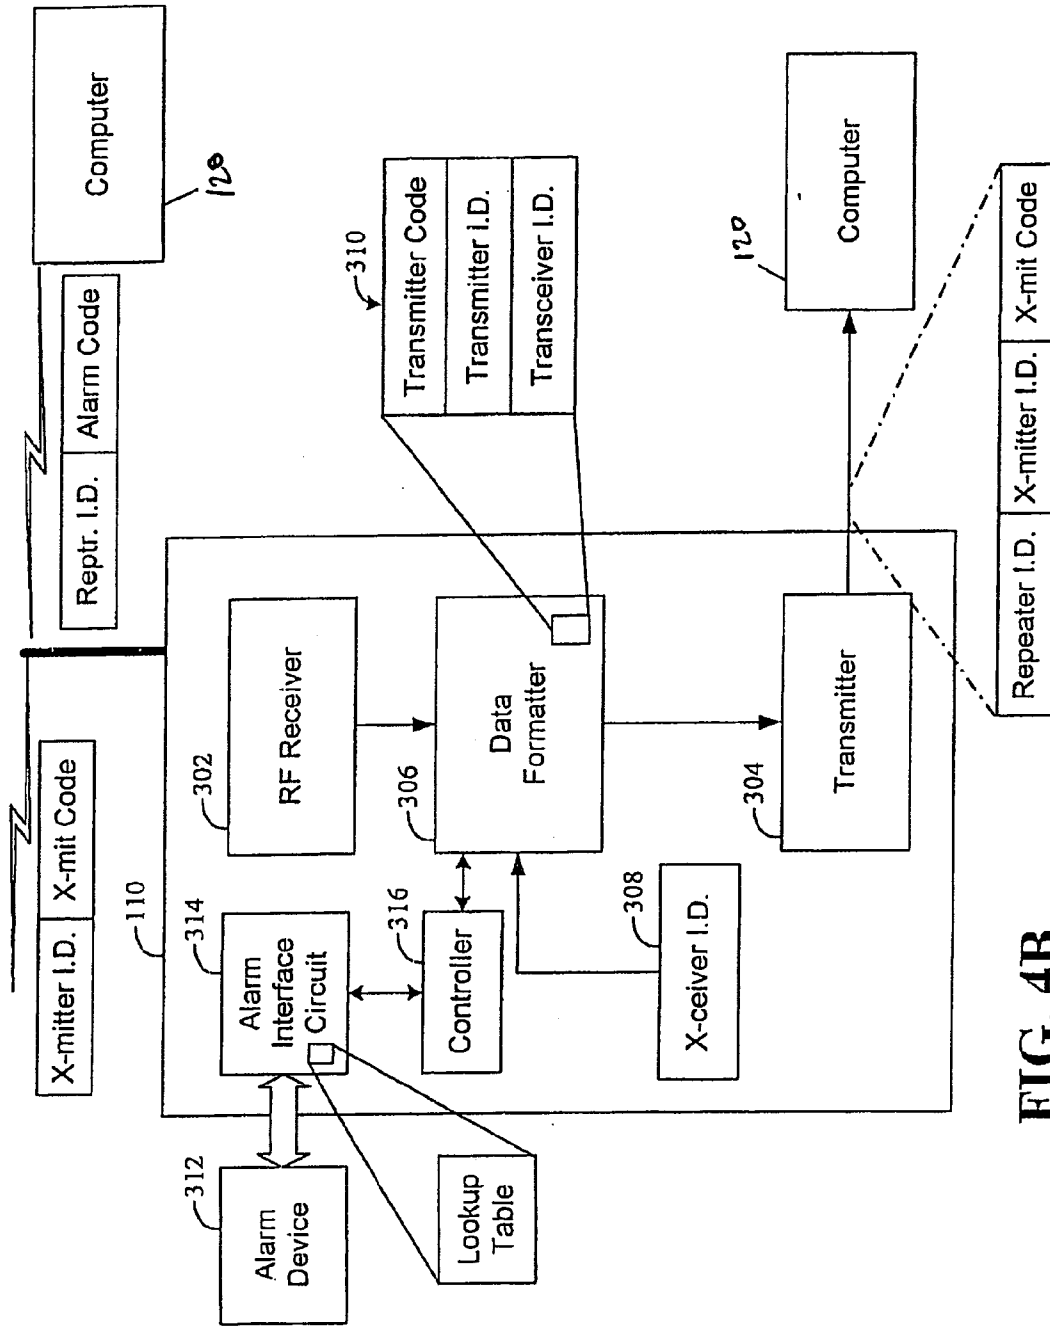 X-mitter I.D. X-mit Code
Reptr. I.D. Alarm Code
Computer
120
110
312
Alarm
Device
314
Alarm
Interface
Circuit
302
RF Receiver
Lookup
Table
316
Controller
306
Data
Formatter
310
Transmitter Code
Transmitter I.D.
Transceiver I.D.
308
X-ceiver I.D.
304
Transmitter
120
Computer
Repeater I.D. X-mitter I.D. X-mit Code
FIG. 4B